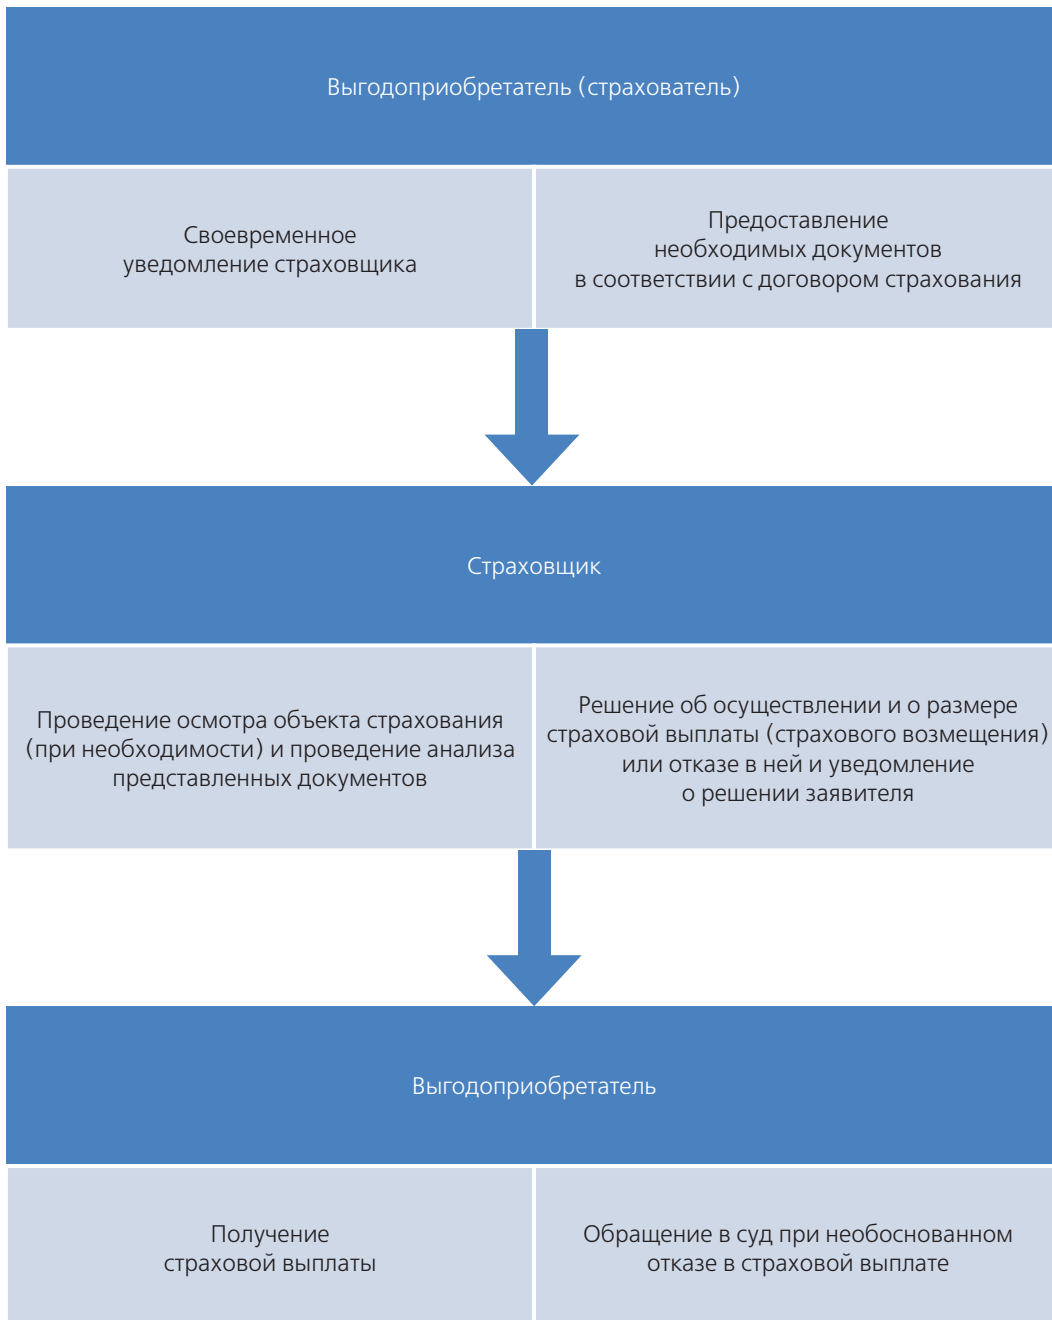 Выгодоприобретатель (страхователь)
Своевременное
уведомление страховщика
Предоставление
необходимых документов
в соответствии с договором страхования
Страховщик
Проведение осмотра объекта страхования
(при необходимости) и проведение анализа
представленных документов
Решение об осуществлении и о размере
страховой выплаты (страхового возмещения)
или отказе в ней и уведомление
о решении заявителя
Выгодоприобретатель
Получение
страховой выплаты
Обращение в суд при необоснованном
отказе в страховой выплате